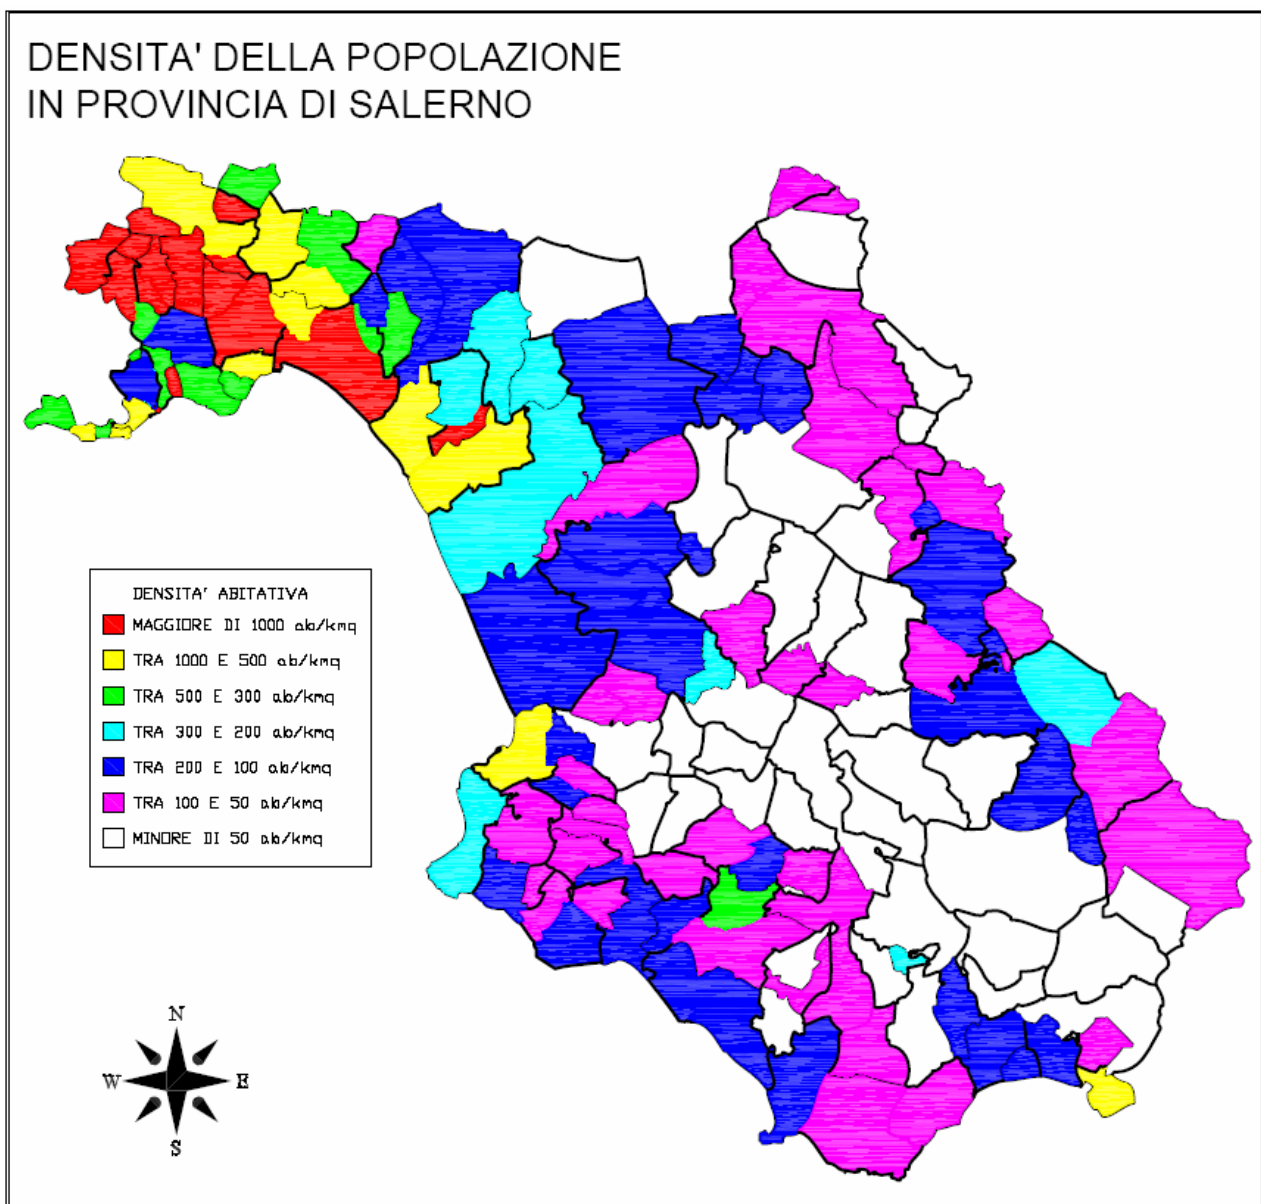 DENSITA' DELLA POPOLAZIONE
IN PROVINCIA DI SALERNO
DENSITA' ABITATIVA
MAGGIORE DI 1000 ab/kmq
TRA 1000 E 500 ab/kmq
TRA 500 E 300 ab/kmq
TRA 300 E 200 ab/kmq
TRA 200 E 100 ab/kmq
TRA 100 E 50 ab/kmq
MINORE DI 50 ab/kmq
N
W E
S